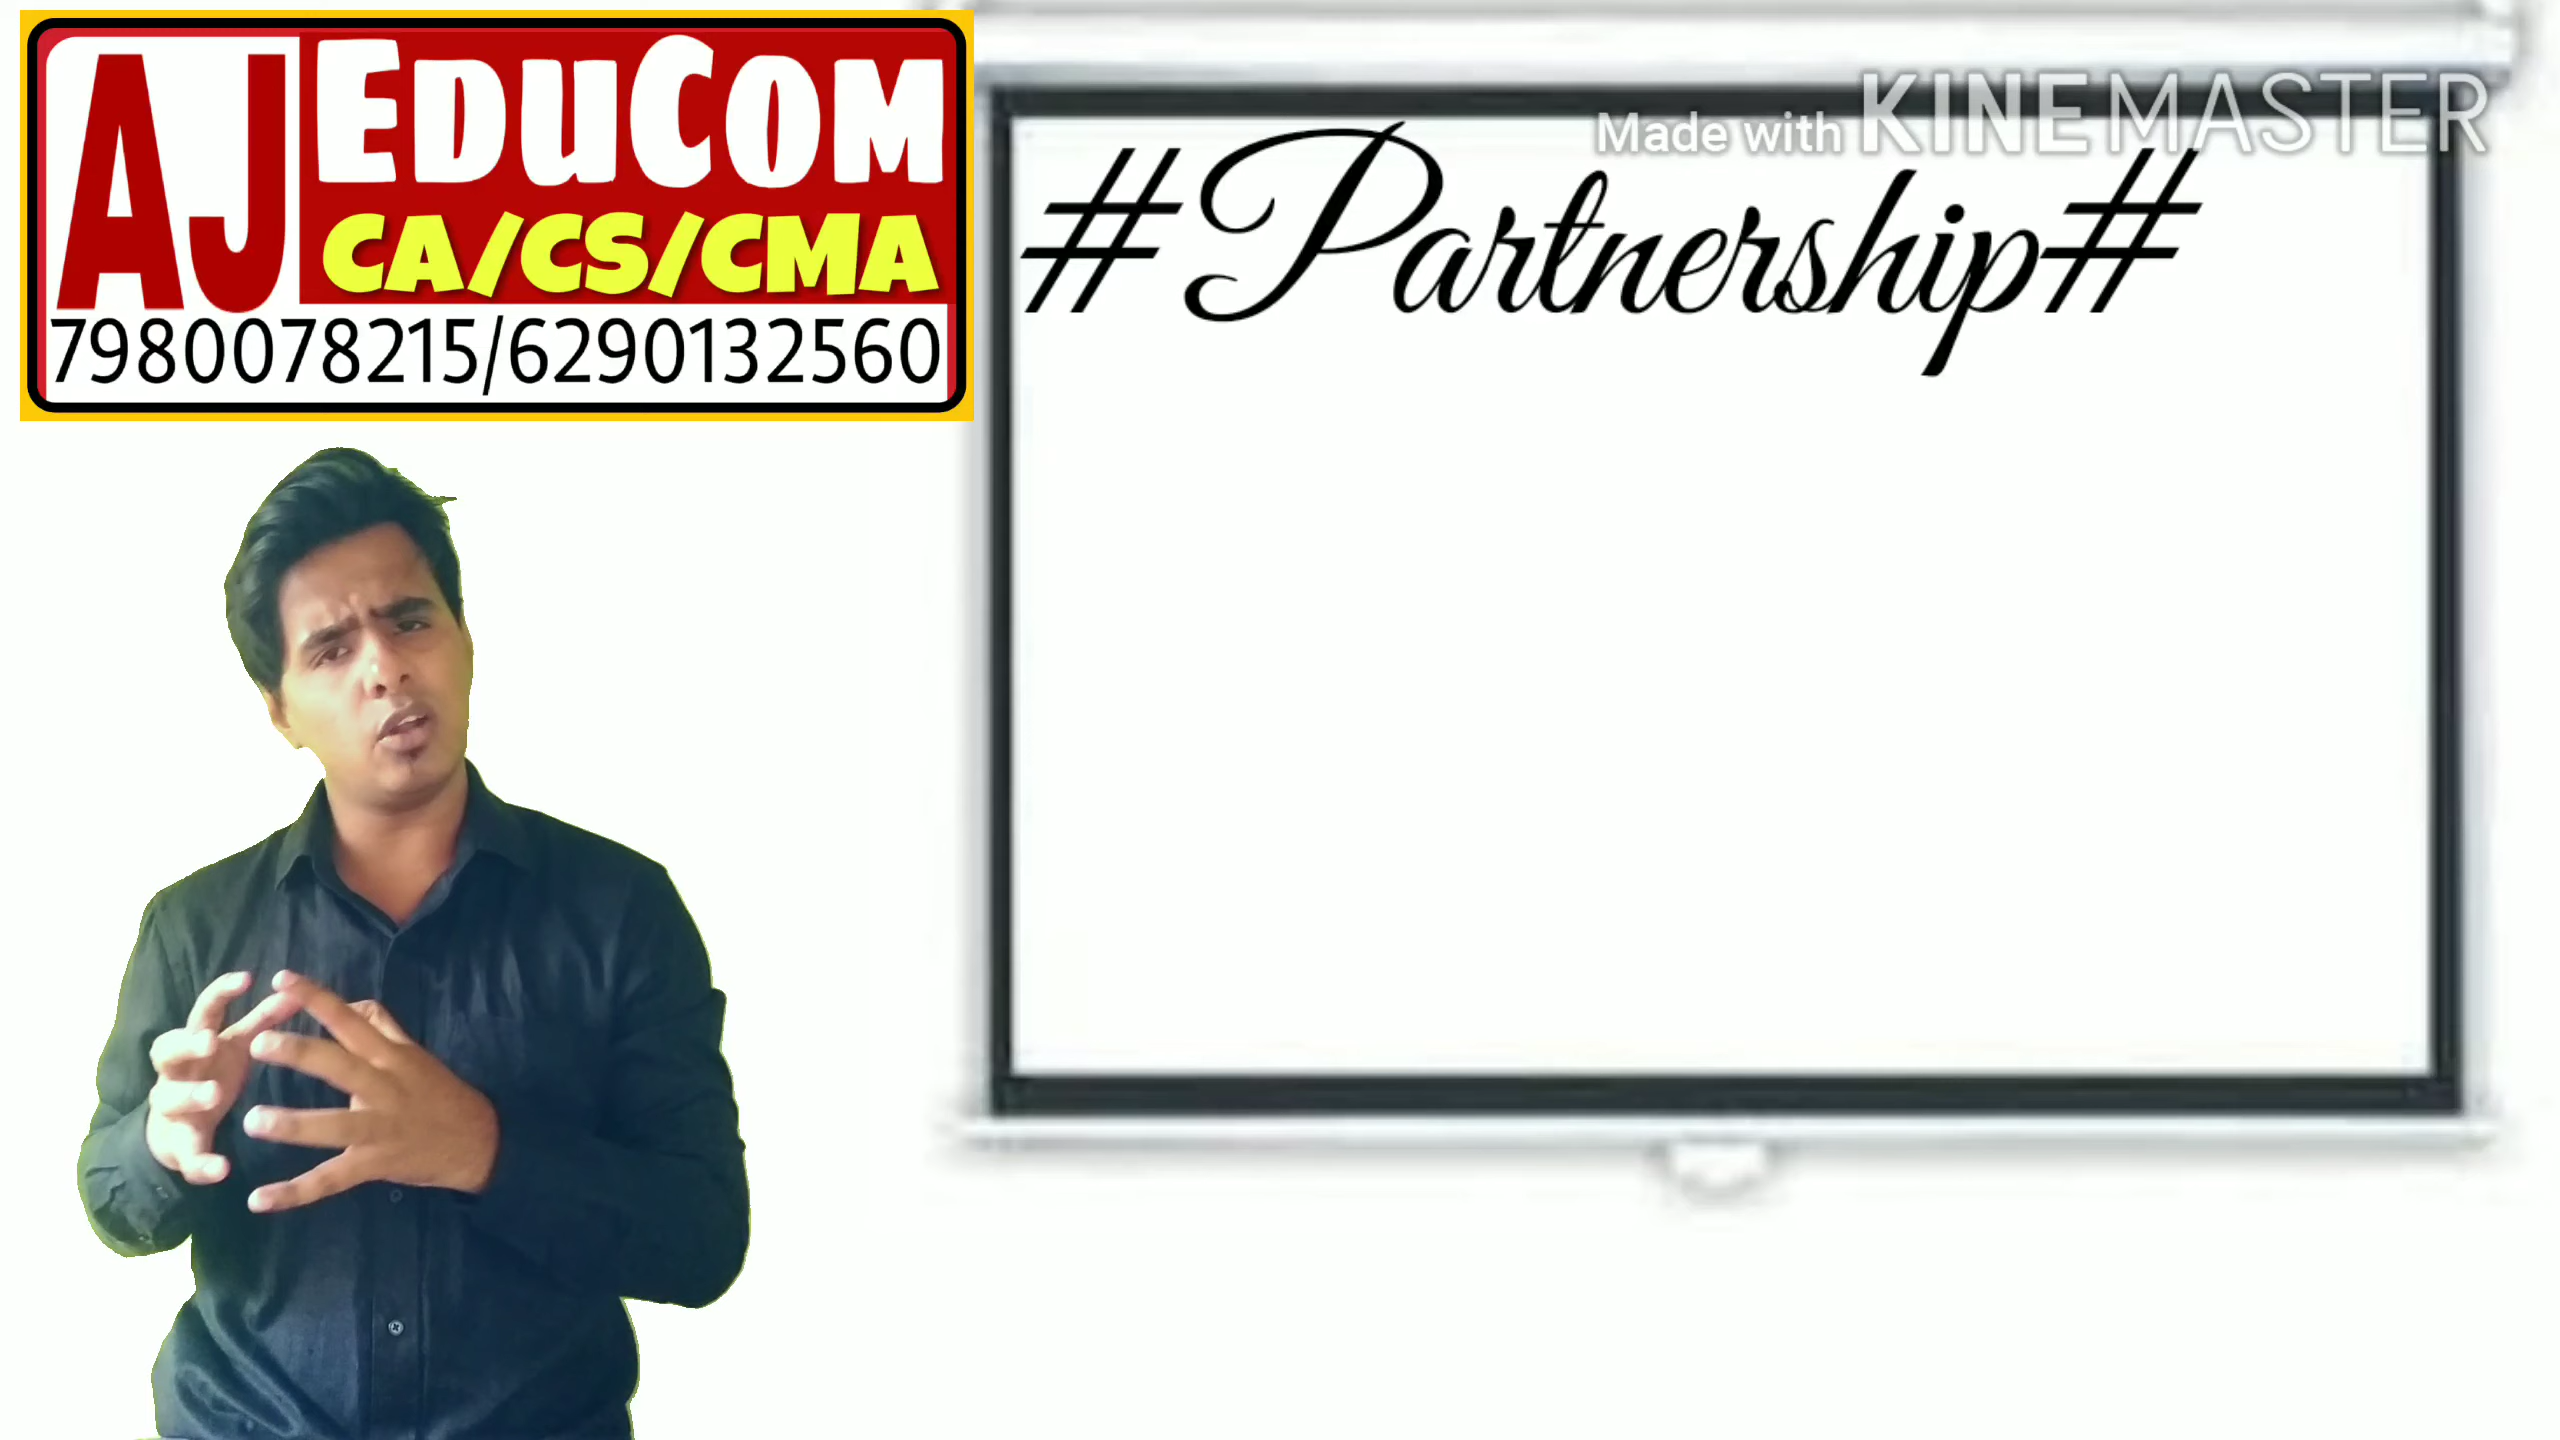 AJ EDUCOM
CA/CS/CMA
7980078215/6290132560
Made with KINEMASTER
#Partnership#